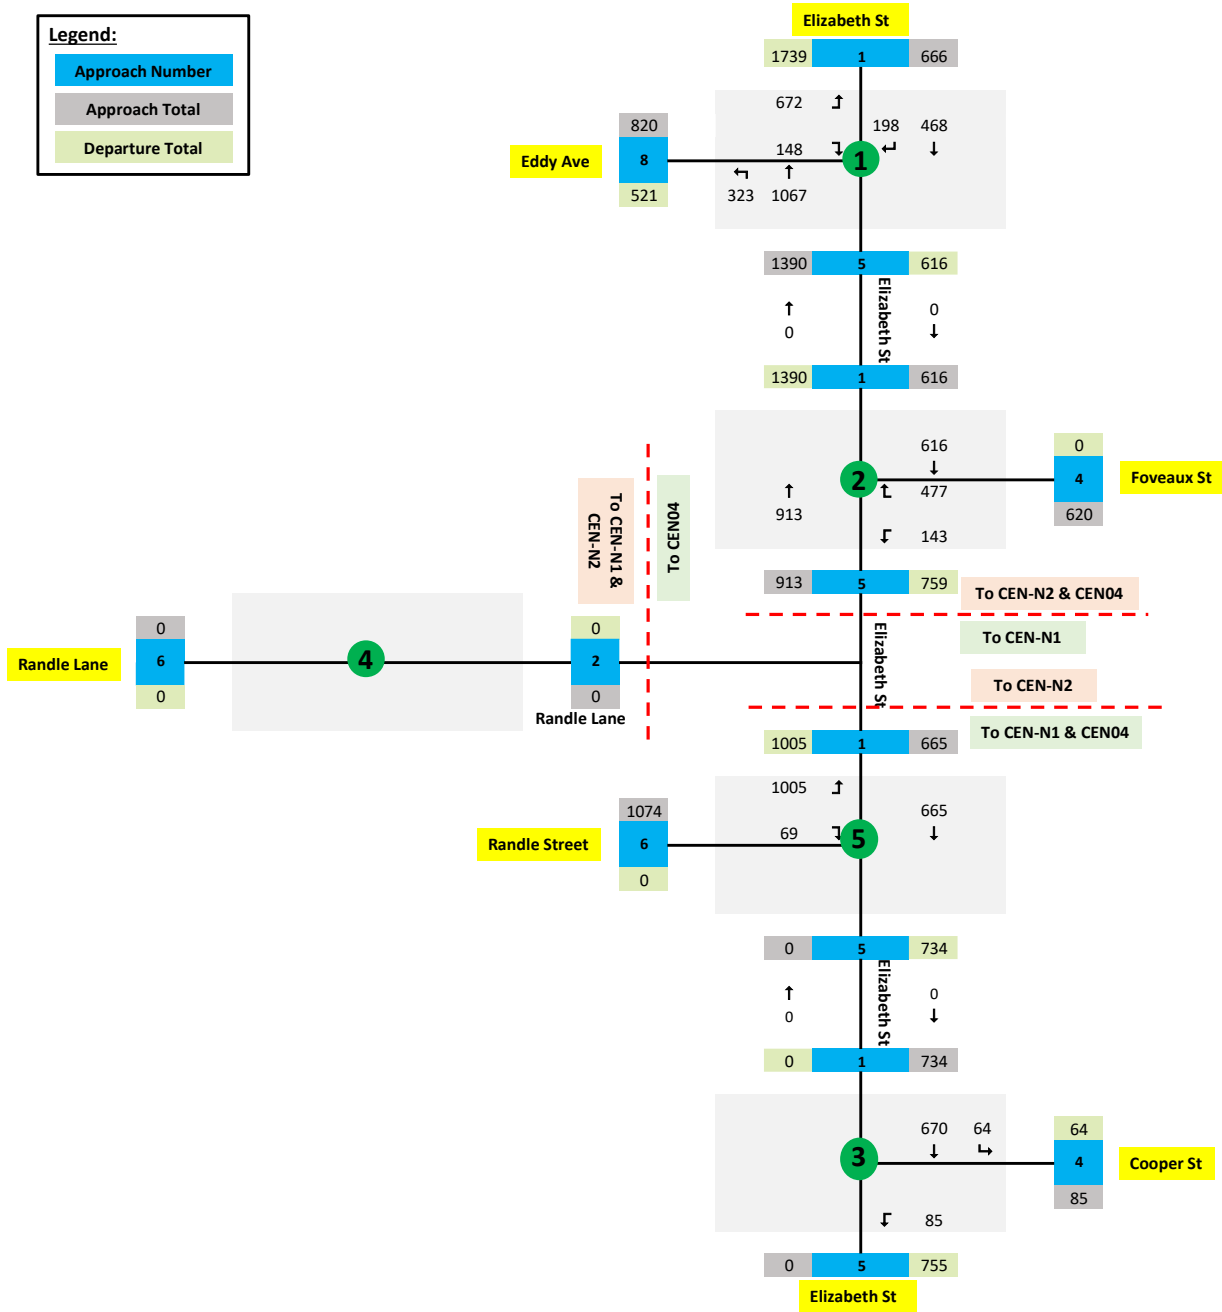 Elizabeth St
Legend:
Approach Number
Approach Total
Departure Total
1739 1 666
672
198 468
820
148
Eddy Ave
8
1
521
323 1067
1390 5 616
Elizabeth St
0
0
1390 1 616
616
0
2
4
Foveaux St
477
913
620
143
To CEN-N1 &
CEN-N2
To CEN04
913 5 759
To CEN-N2 & CEN04
To CEN-N1
Elizabeth St
0
0
Randle Lane
6
4
2
0
0
Randle Lane
To CEN-N2
To CEN-N1 & CEN04
1005 1 665
1005
665
1074
69
Randle Street
6
5
0
0 5 734
Elizabeth St
0
0
0 1 734
670 64
64
3
4
Cooper St
85
85
0 5 755
Elizabeth St